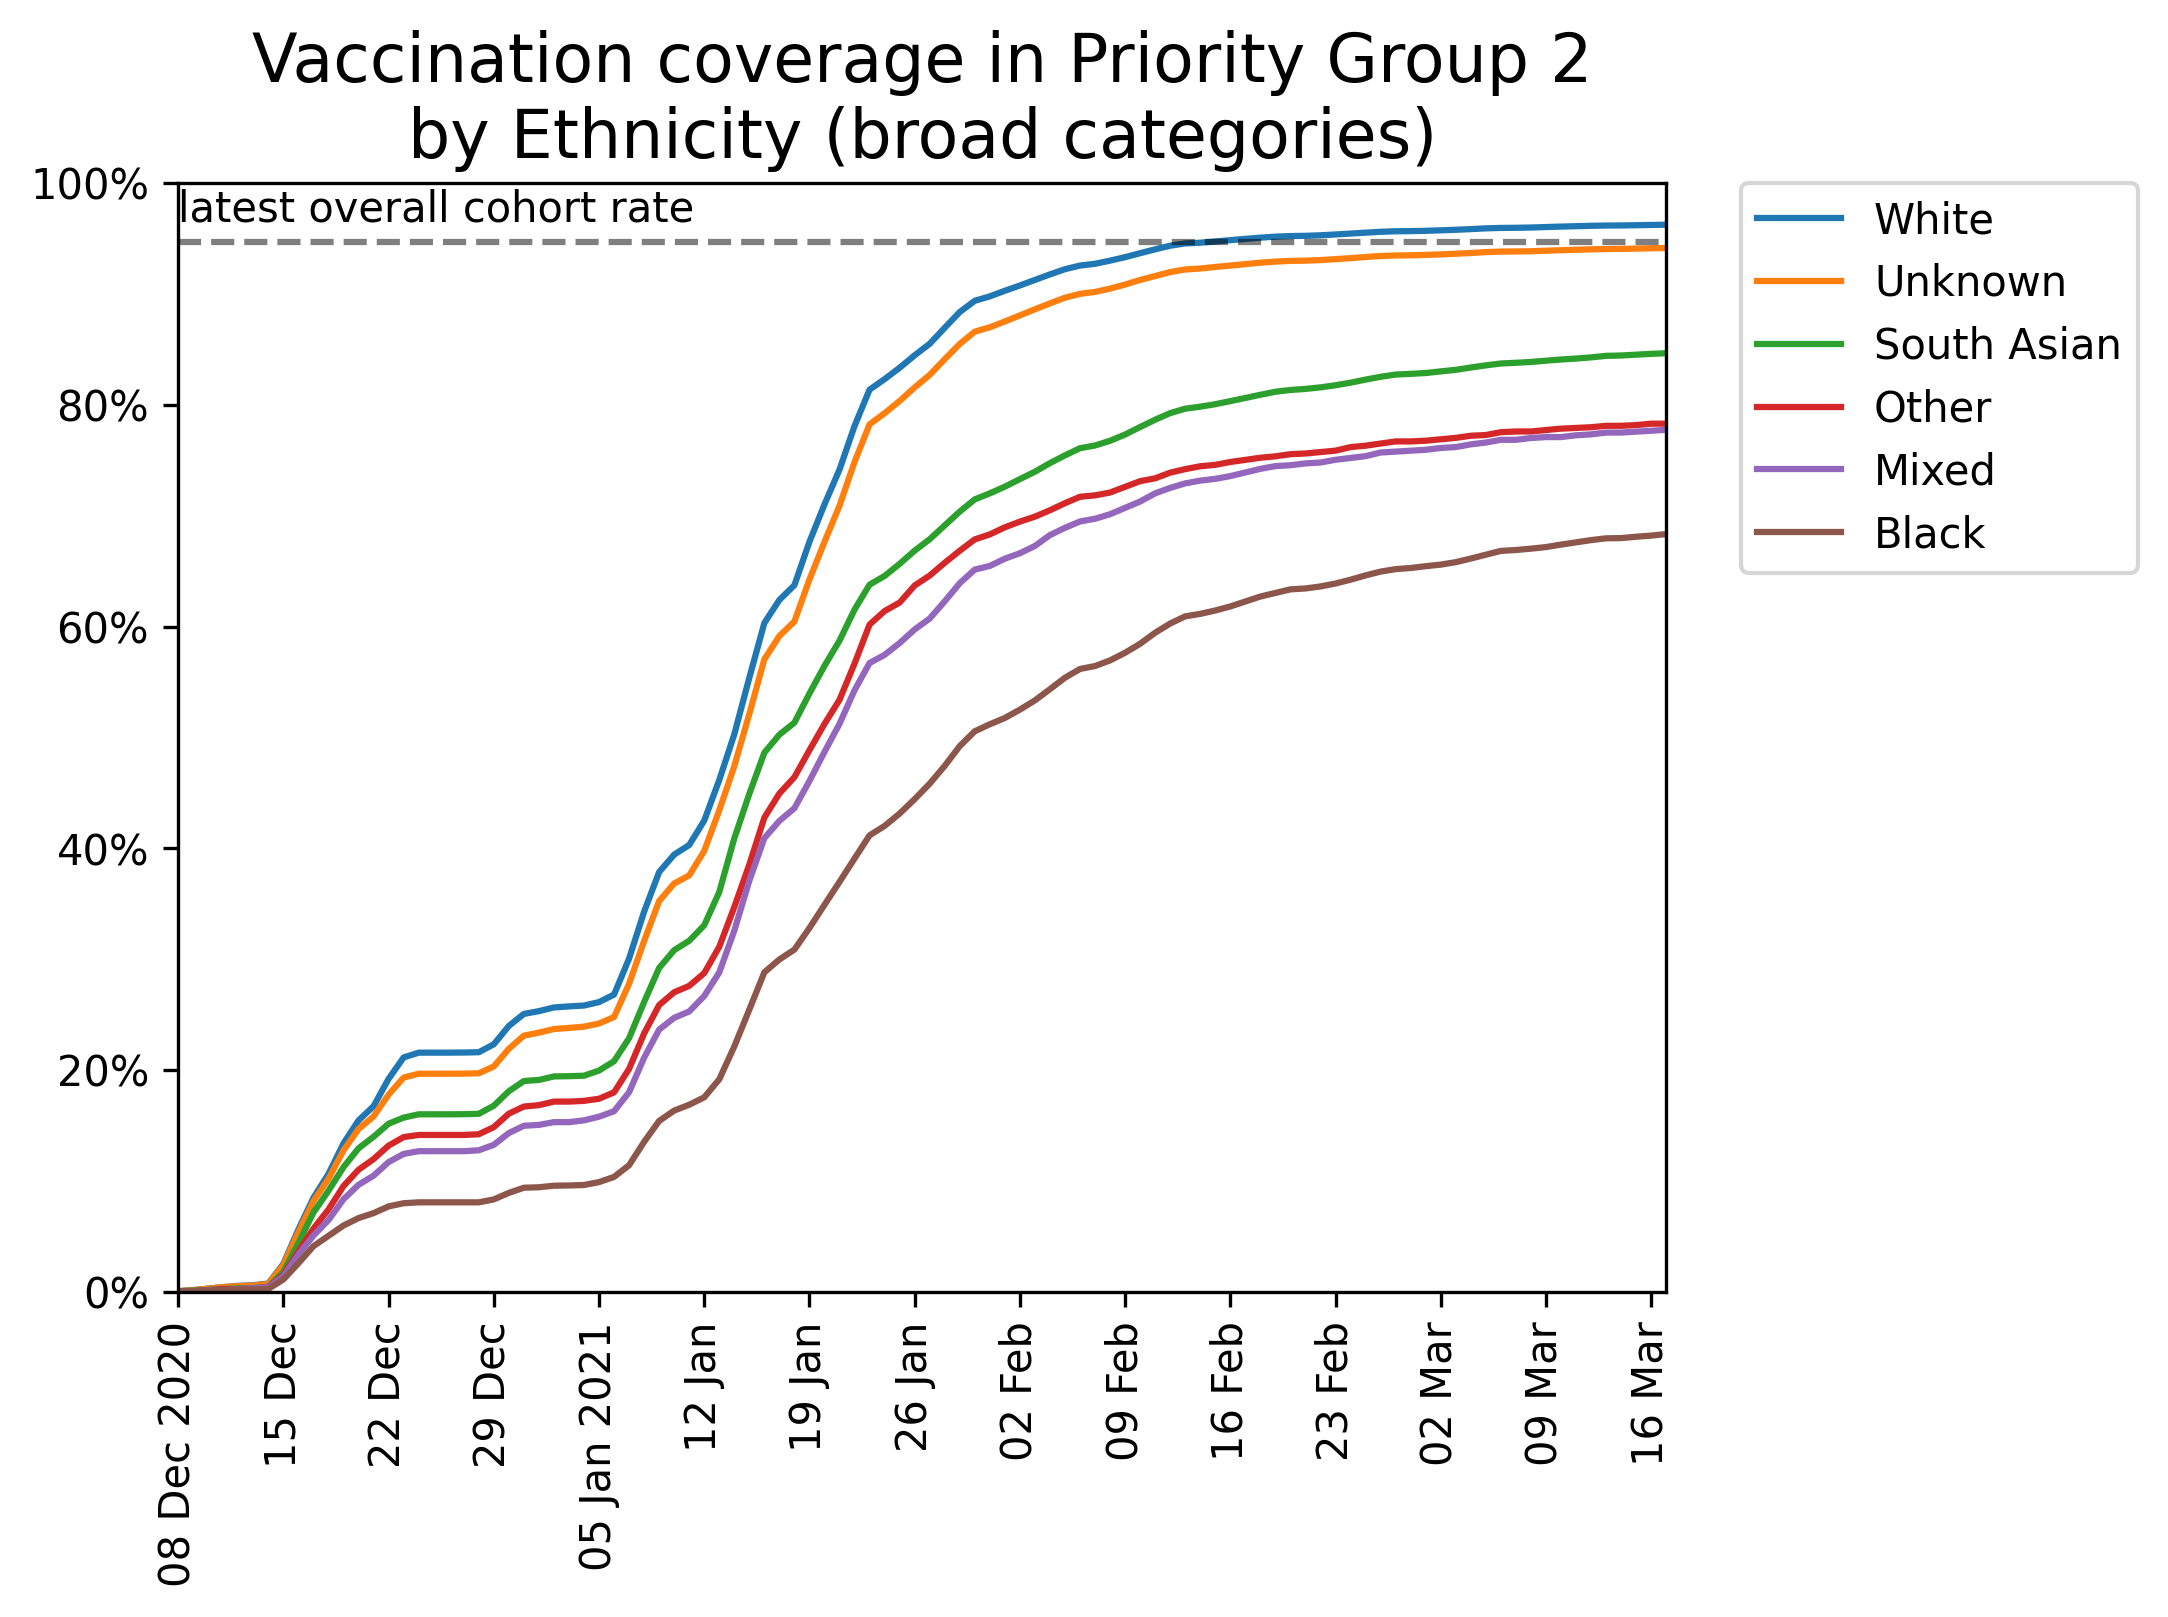 Vaccination coverage in Priority Group 2
by Ethnicity (broad categories)
100%
80%
60%
40%
20%
0%
latest overall cohort rate
08 Dec 2020
15 Dec
22 Dec
29 Dec
05 Jan 2021
12 Jan
19 Jan
26 Jan
02 Feb
09 Feb
16 Feb
23 Feb
02 Mar
09 Mar
16 Mar
White
Unknown
South Asian
Other
Mixed
Black